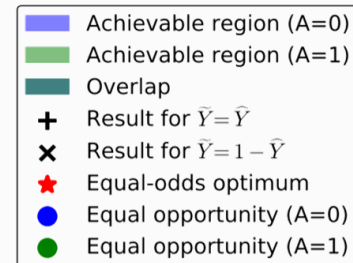 Achievable region (A=0)
Achievable region (A=1)
Overlap
Result for Ỹ=Ŷ
Result for Ỹ=1−Ŷ
Equal-odds optimum
Equal opportunity (A=0)
Equal opportunity (A=1)